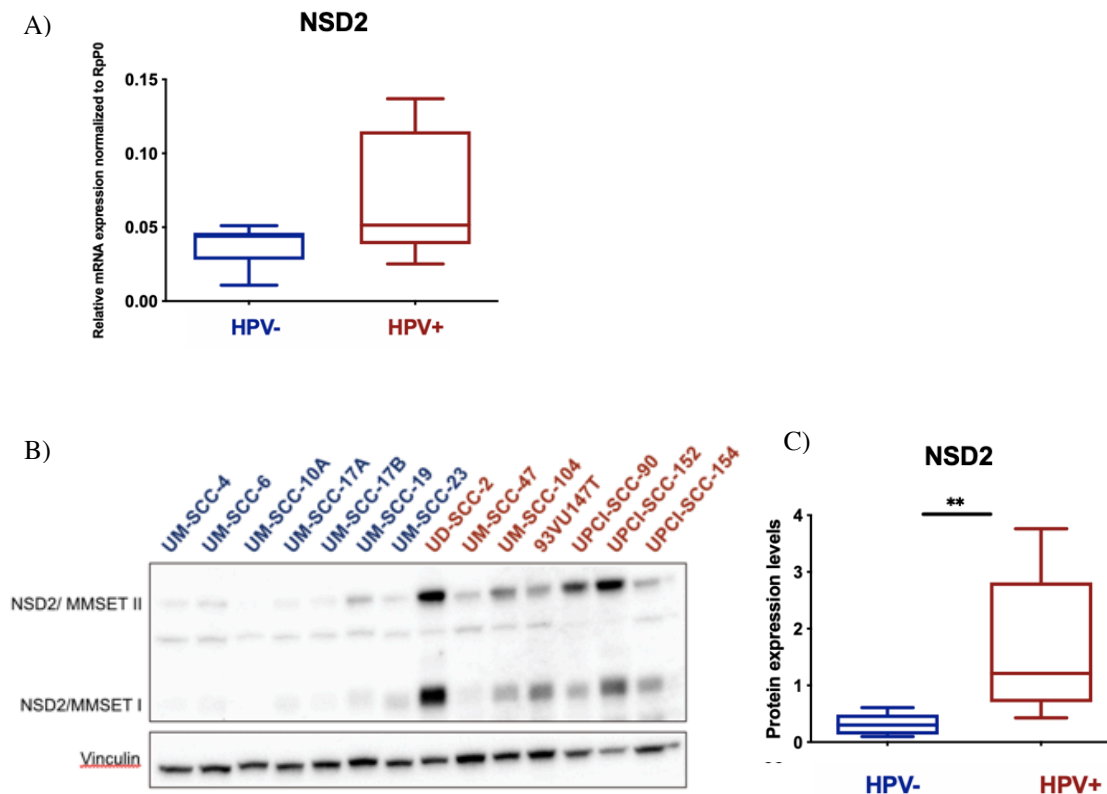 A)
NSD2
Relative mRNA expression normalized to RpP0
0.15
0.10
0.05
0.00
HPV-
HPV+
B)
UM-SCC-4
UM-SCC-6
UM-SCC-10A
UM-SCC-17A
UM-SCC-17B
UM-SCC-19
UM-SCC-23
UD-SCC-2
UM-SCC-47
UM-SCC-104
93VU147T
UPCI-SCC-90
UPCI-SCC-152
UPCI-SCC-154
NSD2/ MMSET II
NSD2/MMSET I
Vinculin
C)
NSD2
**
Protein expression levels
4
3
2
1
0
HPV-
HPV+